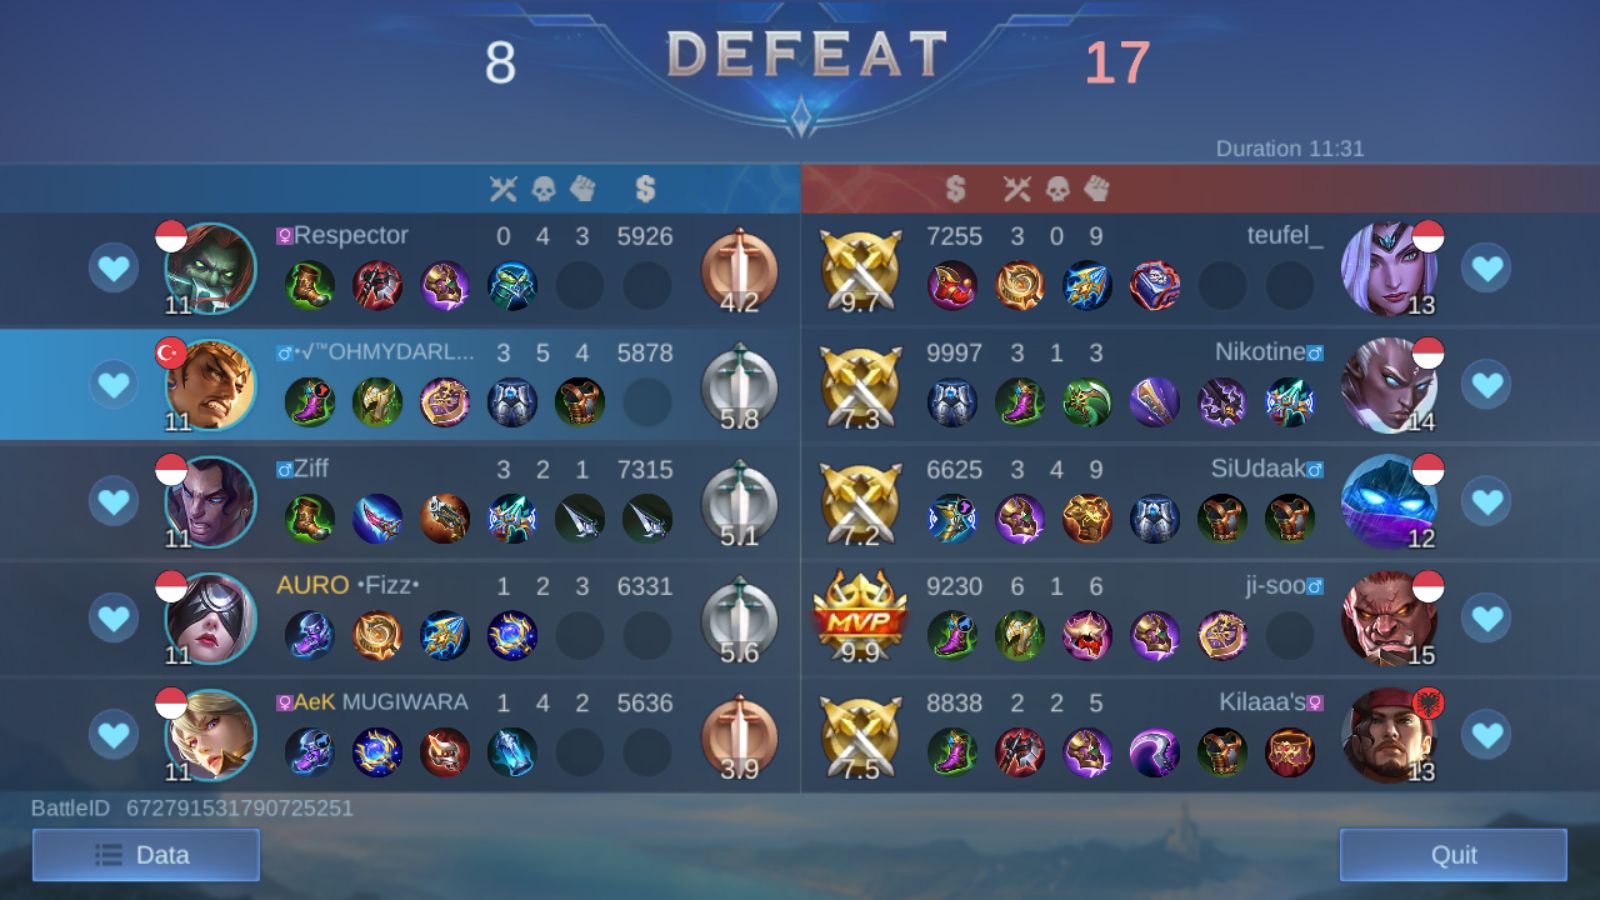 8 DEFEAT 17
Duration 11:31
Respector 0 4 3 5926
11 4.2
7255 3 0 9 teufel_
9.7 13
•√™OHMYDARL... 3 5 4 5878
11 5.8
9997 3 1 3 Nikotine
7.3 14
Ziff 3 2 1 7315
11 5.1
6625 3 4 9 SiUdaak
7.2 12
AURO •Fizz• 1 2 3 6331
11 5.6
9230 6 1 6 ji-soo
MVP
9.9 15
AeK MUGIWARA 1 4 2 5636
11 3.9
8838 2 2 5 Kilaaa's
7.5 13
BattleID 672791531790725251
Data
Quit